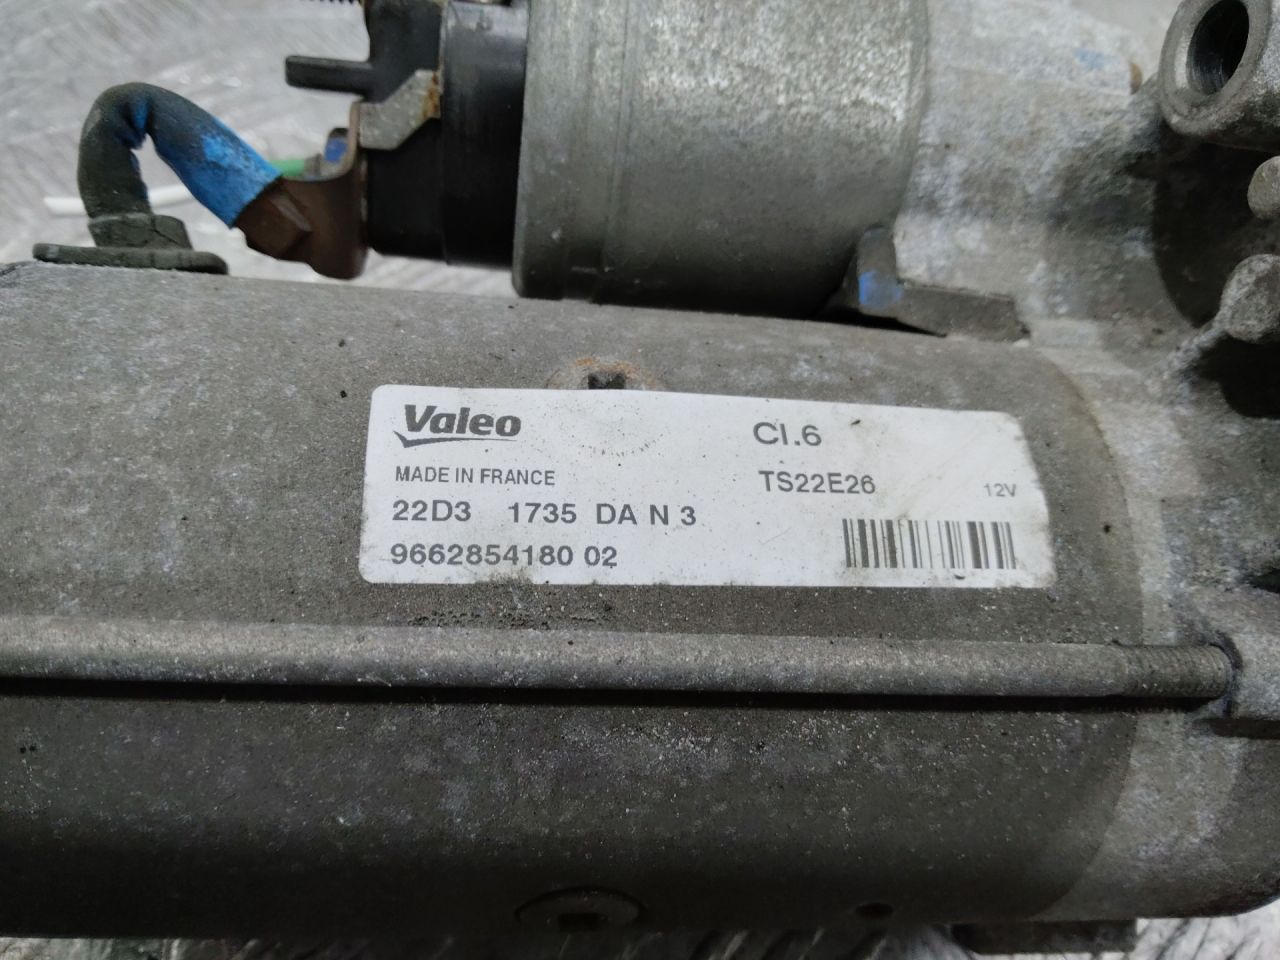 Valeo
Cl.6
MADE IN FRANCE
TS22E26
12V
22D3 1735 DA N 3
9662854180 02